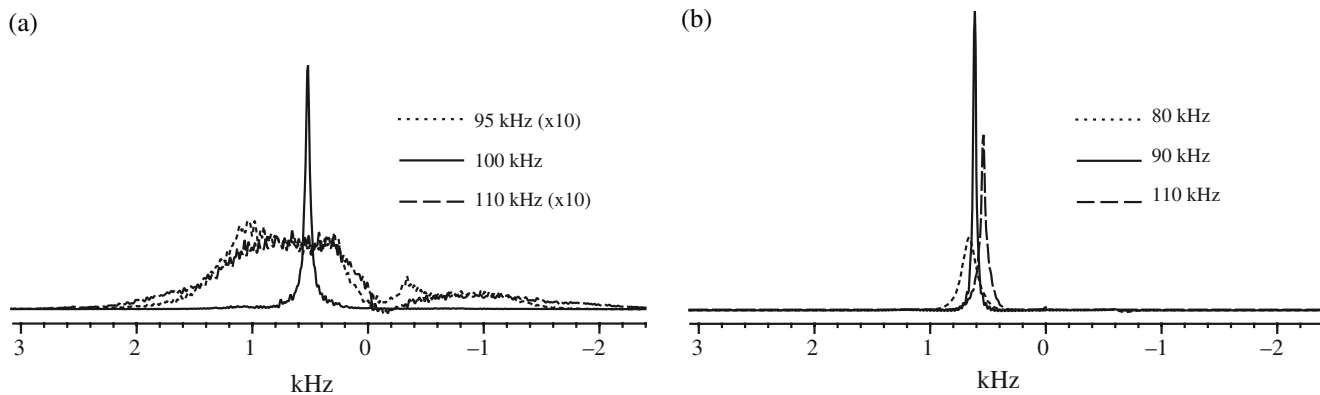 (a)
95 kHz (x10)
100 kHz
110 kHz (x10)
3 2 1 0 –1 –2
kHz
(b)
80 kHz
90 kHz
110 kHz
3 2 1 0 –1 –2
kHz